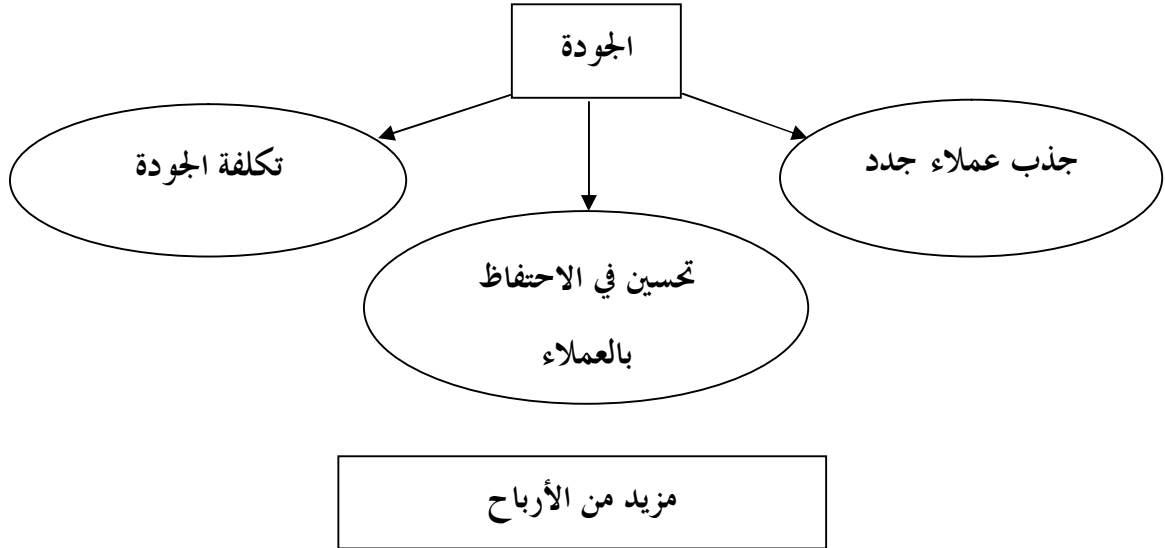 الجودة
جذب عملاء جدد
تكلفة الجودة
تحسين في الاحتفاظ
بالعملاء
مزيد من الأرباح